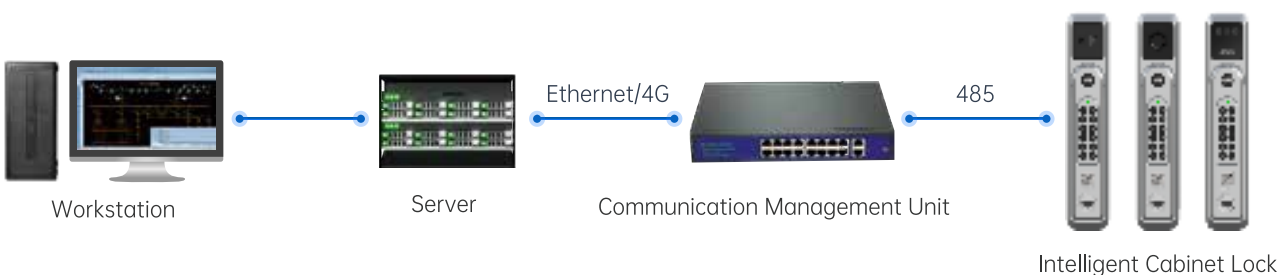 Ethernet/4G
485
Workstation
Server
Communication Management Unit
Intelligent Cabinet Lock